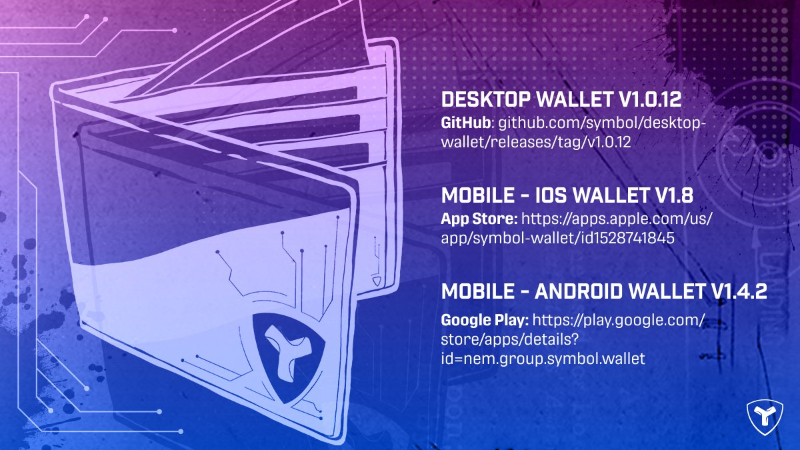 DESKTOP WALLET V1.0.12
GitHub: github.com/symbol/desktop-
wallet/releases/tag/v1.0.12
MOBILE - IOS WALLET V1.8
App Store: https://apps.apple.com/us/
app/symbol-wallet/id1528741845
MOBILE - ANDROID WALLET V1.4.2
Google Play: https://play.google.com/
store/apps/details?
id=nem.group.symbol.wallet